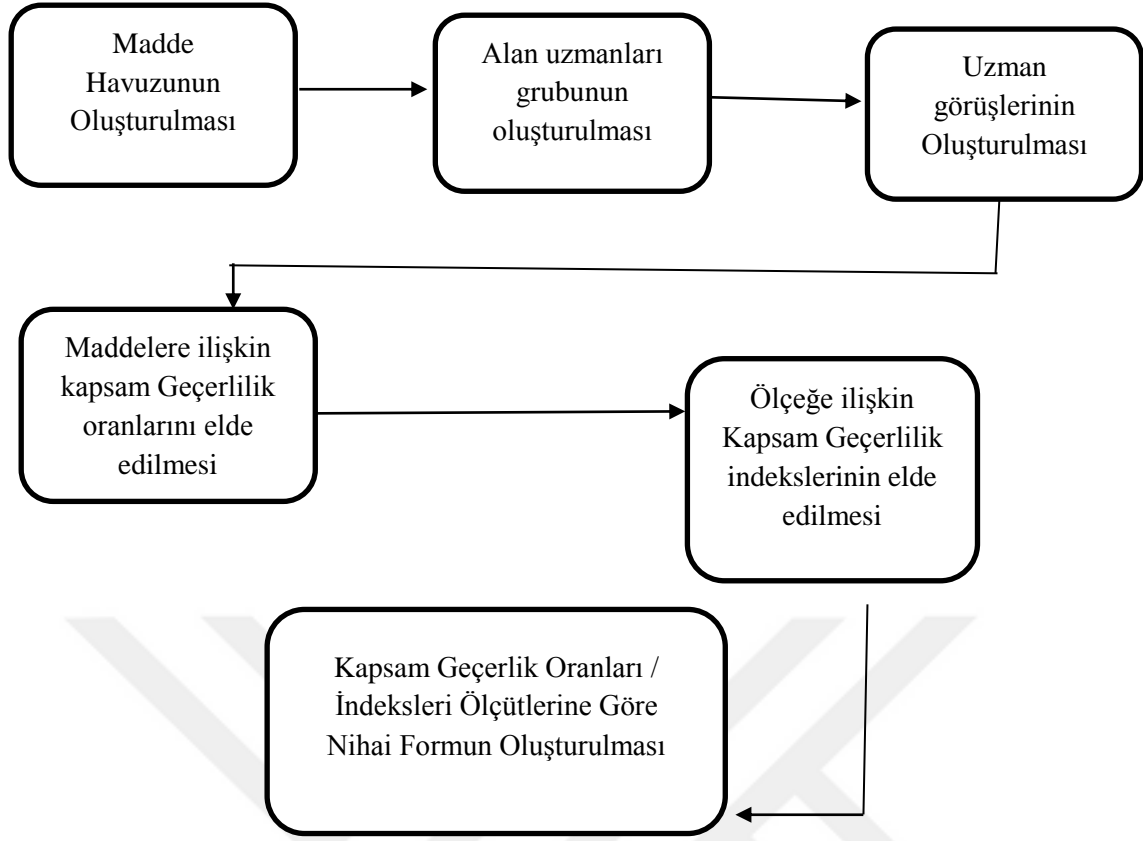 Madde
Havuzunun
Oluşturulması
Alan uzmanları
grubunun
oluşturulması
Uzman
görüşlerinin
Oluşturulması
Maddelere ilişkin
kapsam Geçerlilik
oranlarını elde
edilmesi
Ölçeğe ilişkin
Kapsam Geçerlilik
indekslerinin elde
edilmesi
Kapsam Geçerlik Oranları /
İndeksleri Ölçütlerine Göre
Nihai Formun Oluşturulması